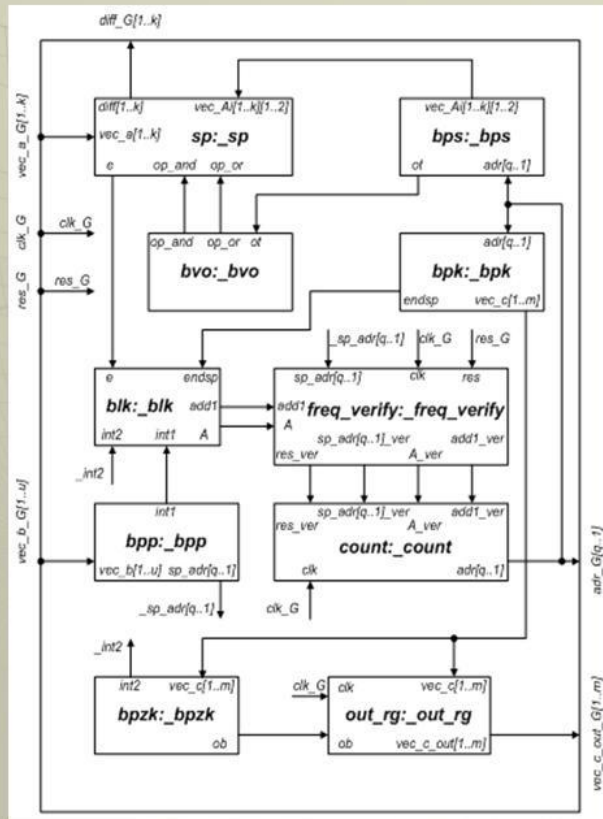 diff_G[1..k]
diff[1..k]
vec_Ai[1..k][1..2]
vec_Ai[1..k][1..2]
sp:_sp
bps:_bps
vec_a[1..k]
vec_a_G[1..k]
e
op_and
op_or
ot
adr[q..1]
clk_G
clk_G
op_and
op_or
ot
adr[q..1]
bvo:_bvo
bpk:_bpk
res_G
res_G
endsp
vec_c[1..m]
_sp_adr[q..1]
clk_G
res_G
e
endsp
sp_adr[q..1]
clk
res
blk:_blk
add1
add1
freq_verify:_freq_verify
int2
int1
A
A
sp_adr[q..1]_ver
add1_ver
res_ver
A_ver
_int2
vec_b_G[1..u]
int1
sp_adr[q..1]_ver
add1_ver
res_ver
A_ver
bpp:_bpp
count:_count
vec_b[1..u]
sp_adr[q..1]
clk
adr[q..1]
adr_G[q..1]
_sp_adr[q..1]
clk_G
_int2
int2
vec_c[1..m]
clk_G
clk
vec_c[1..m]
bpzk:_bpzk
out_rg:_out_rg
ob
ob
vec_c_out[1..m]
vec_c_out_G[1..m]